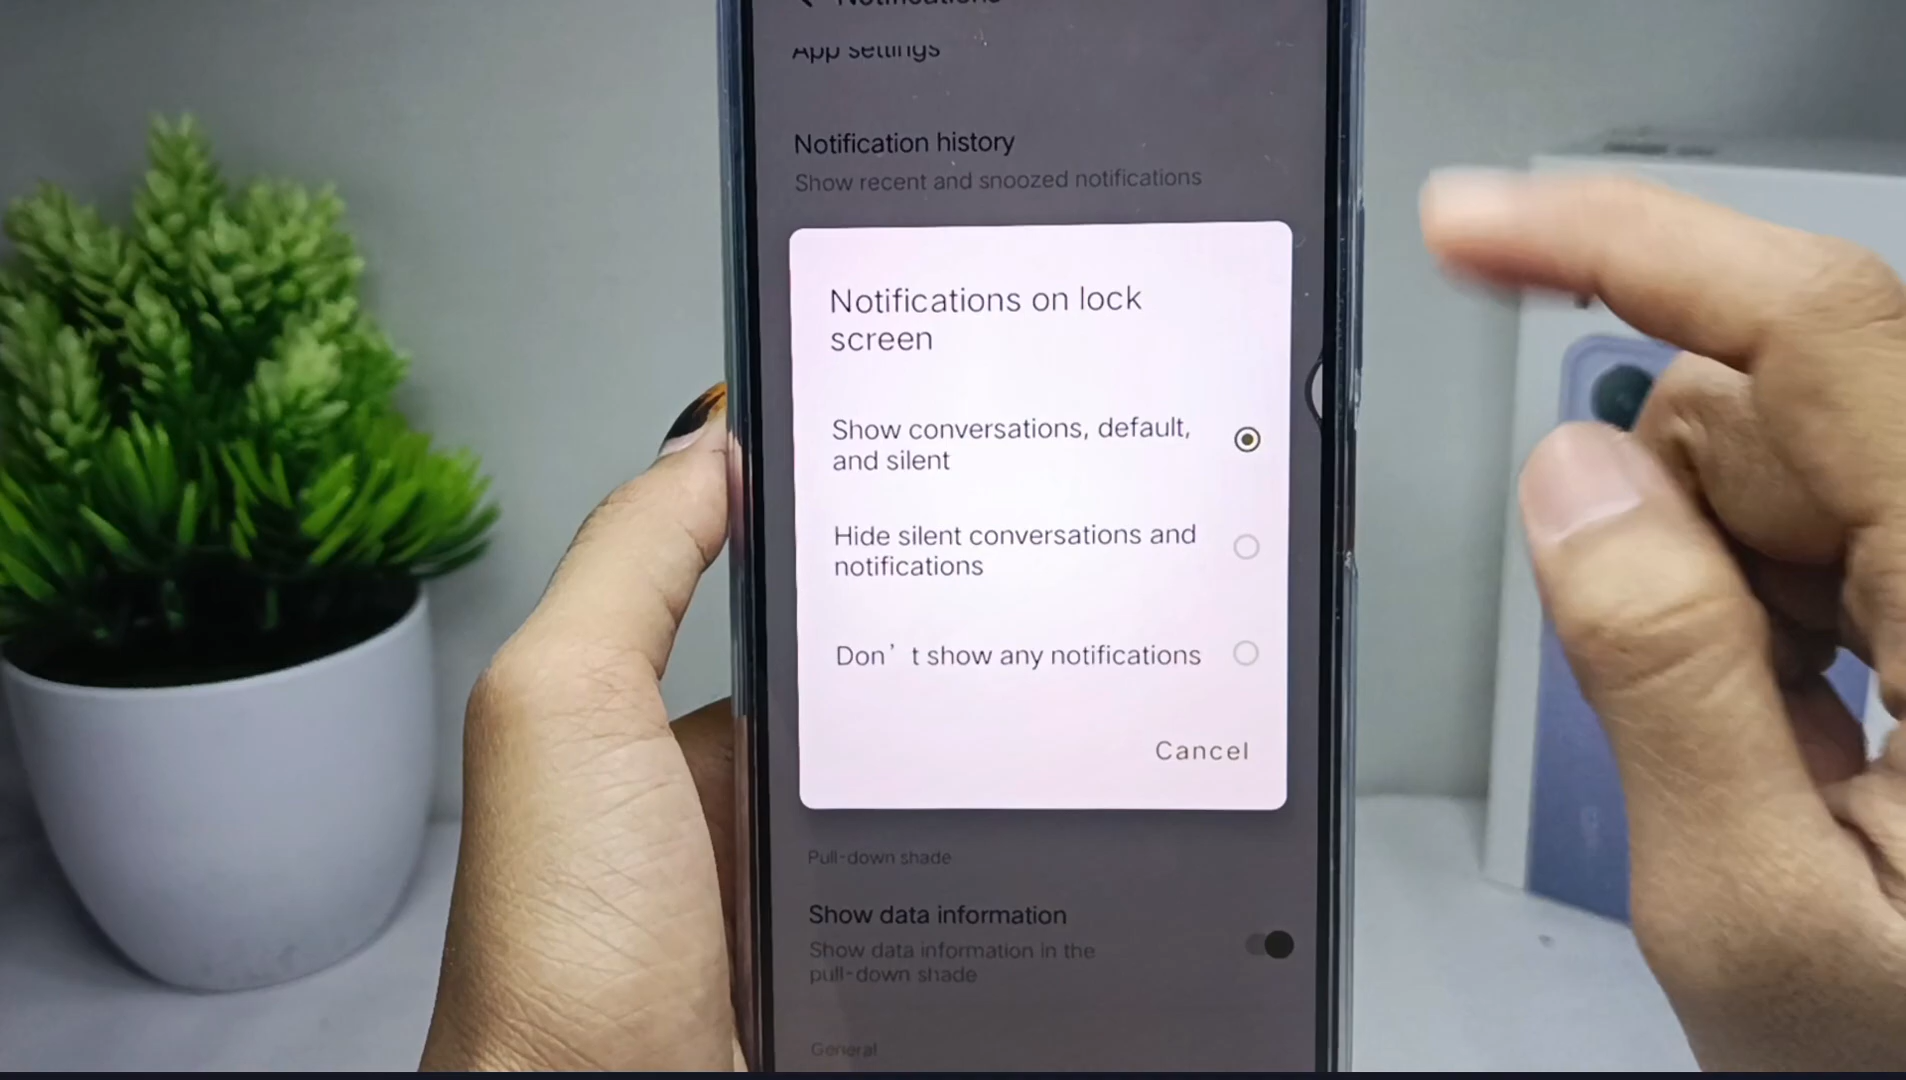 Notifications
App settings
Notification history
Show recent and snoozed notifications
Notifications on lock
screen
Show conversations, default,
and silent
Hide silent conversations and
notifications
Don’ t show any notifications
Cancel
Pull-down shade
Show data information
Show data information in the
pull-down shade
General